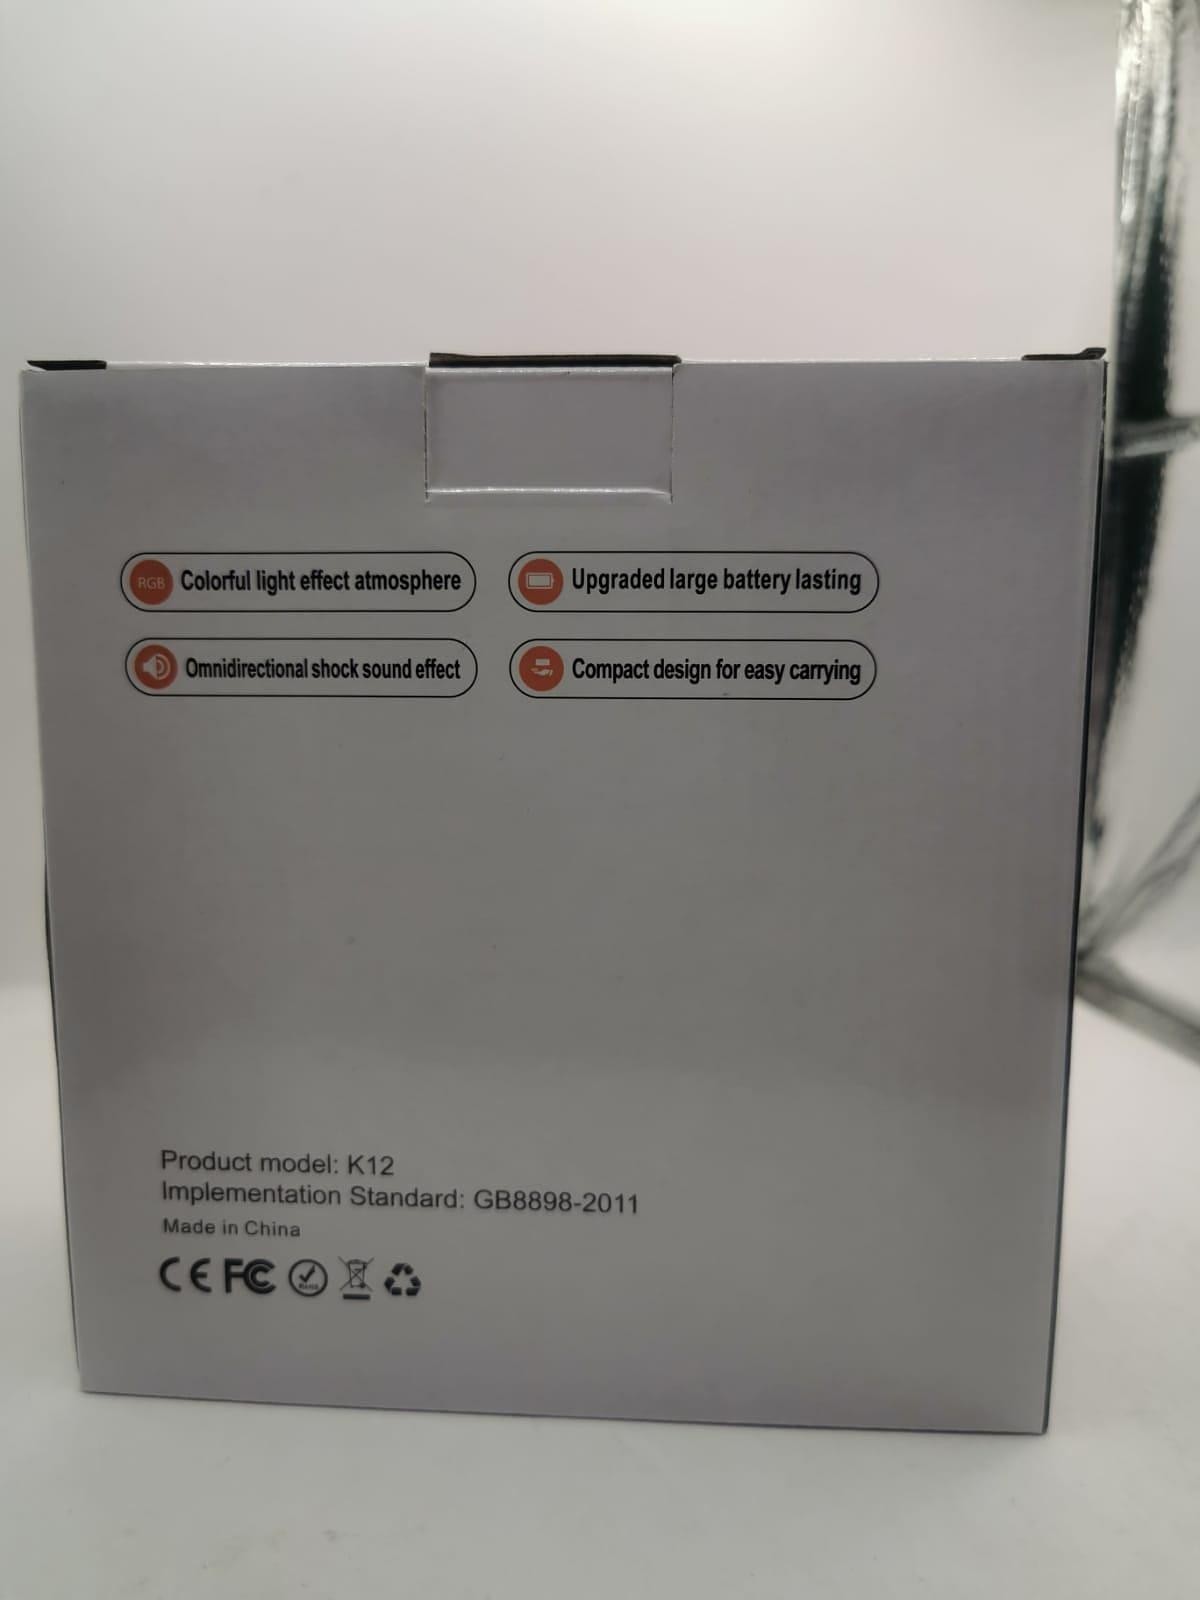 RGB Colorful light effect atmosphere
Upgraded large battery lasting
Omnidirectional shock sound effect
Compact design for easy carrying
Product model: K12
Implementation Standard: GB8898-2011
Made in China
CE FC